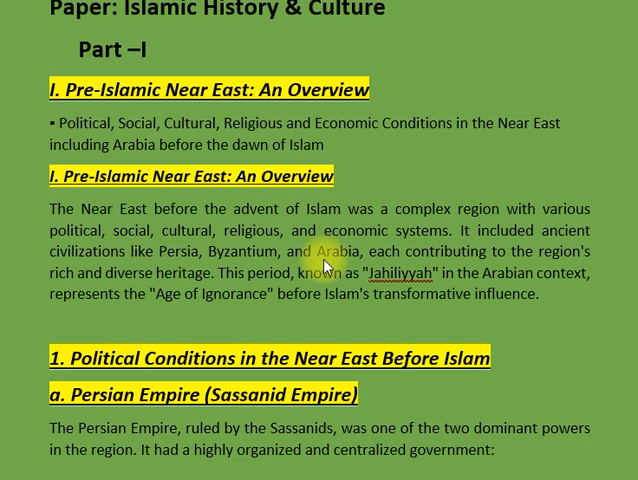 Paper: Islamic History & Culture
Part –I
I. Pre-Islamic Near East: An Overview
▪ Political, Social, Cultural, Religious and Economic Conditions in the Near East
including Arabia before the dawn of Islam
I. Pre-Islamic Near East: An Overview
The Near East before the advent of Islam was a complex region with various
political, social, cultural, religious, and economic systems. It included ancient
civilizations like Persia, Byzantium, and Arabia, each contributing to the region's
rich and diverse heritage. This period, known as "Jahiliyyah" in the Arabian context,
represents the "Age of Ignorance" before Islam's transformative influence.
1. Political Conditions in the Near East Before Islam
a. Persian Empire (Sassanid Empire)
The Persian Empire, ruled by the Sassanids, was one of the two dominant powers
in the region. It had a highly organized and centralized government: